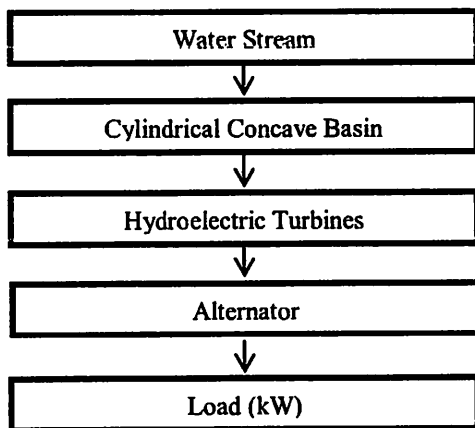 Water Stream
Cylindrical Concave Basin
Hydroelectric Turbines
Alternator
Load (kW)